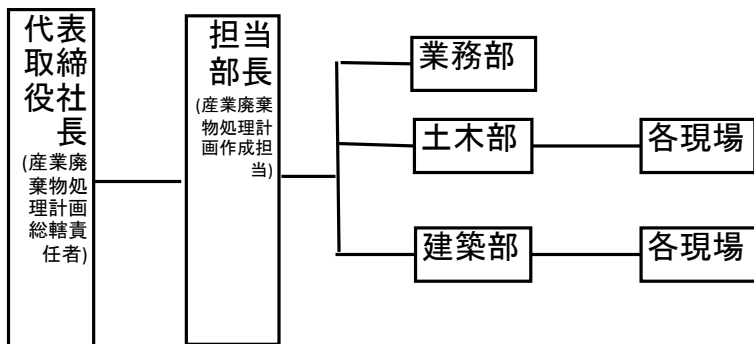 代表
取締
役社
長
(産業廃
棄物処
理計画
総轄責
任者)
担当
部長
(産業廃棄
物処理計
画作成担
当)
業務部
土木部
各現場
建築部
各現場